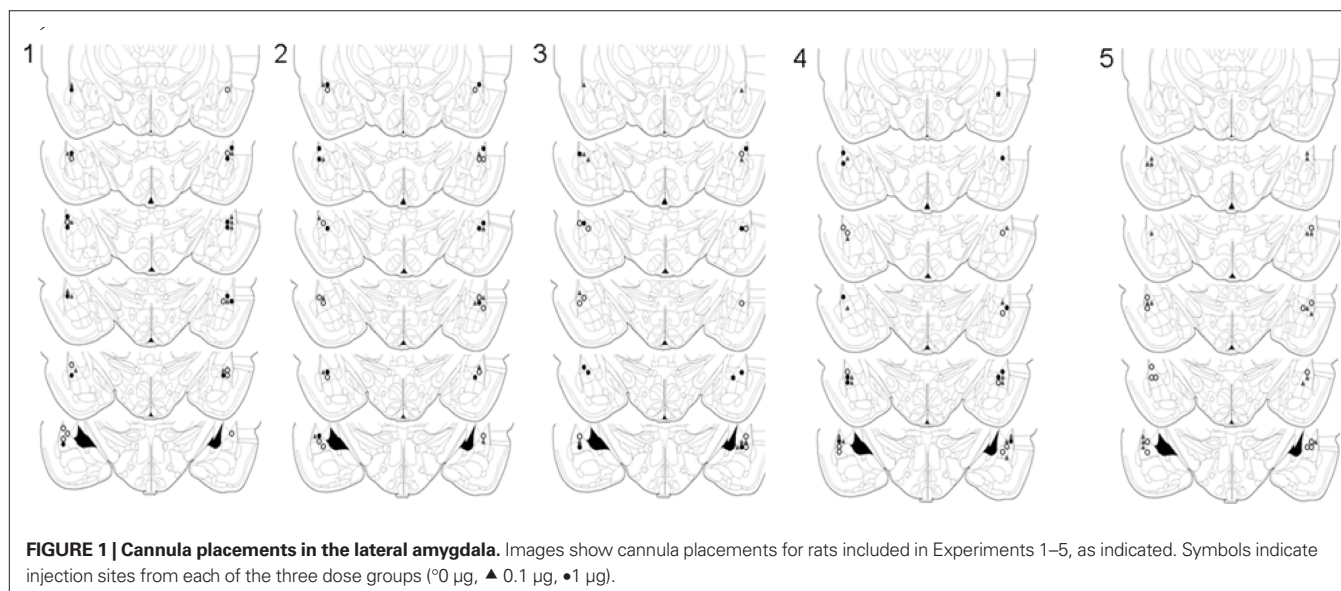 1 2 3 4 5
FIGURE 1 | Cannula placements in the lateral amygdala. Images show cannula placements for rats included in Experiments 1–5, as indicated. Symbols indicate
injection sites from each of the three dose groups (°0 µg, ▲ 0.1 µg, •1 µg).